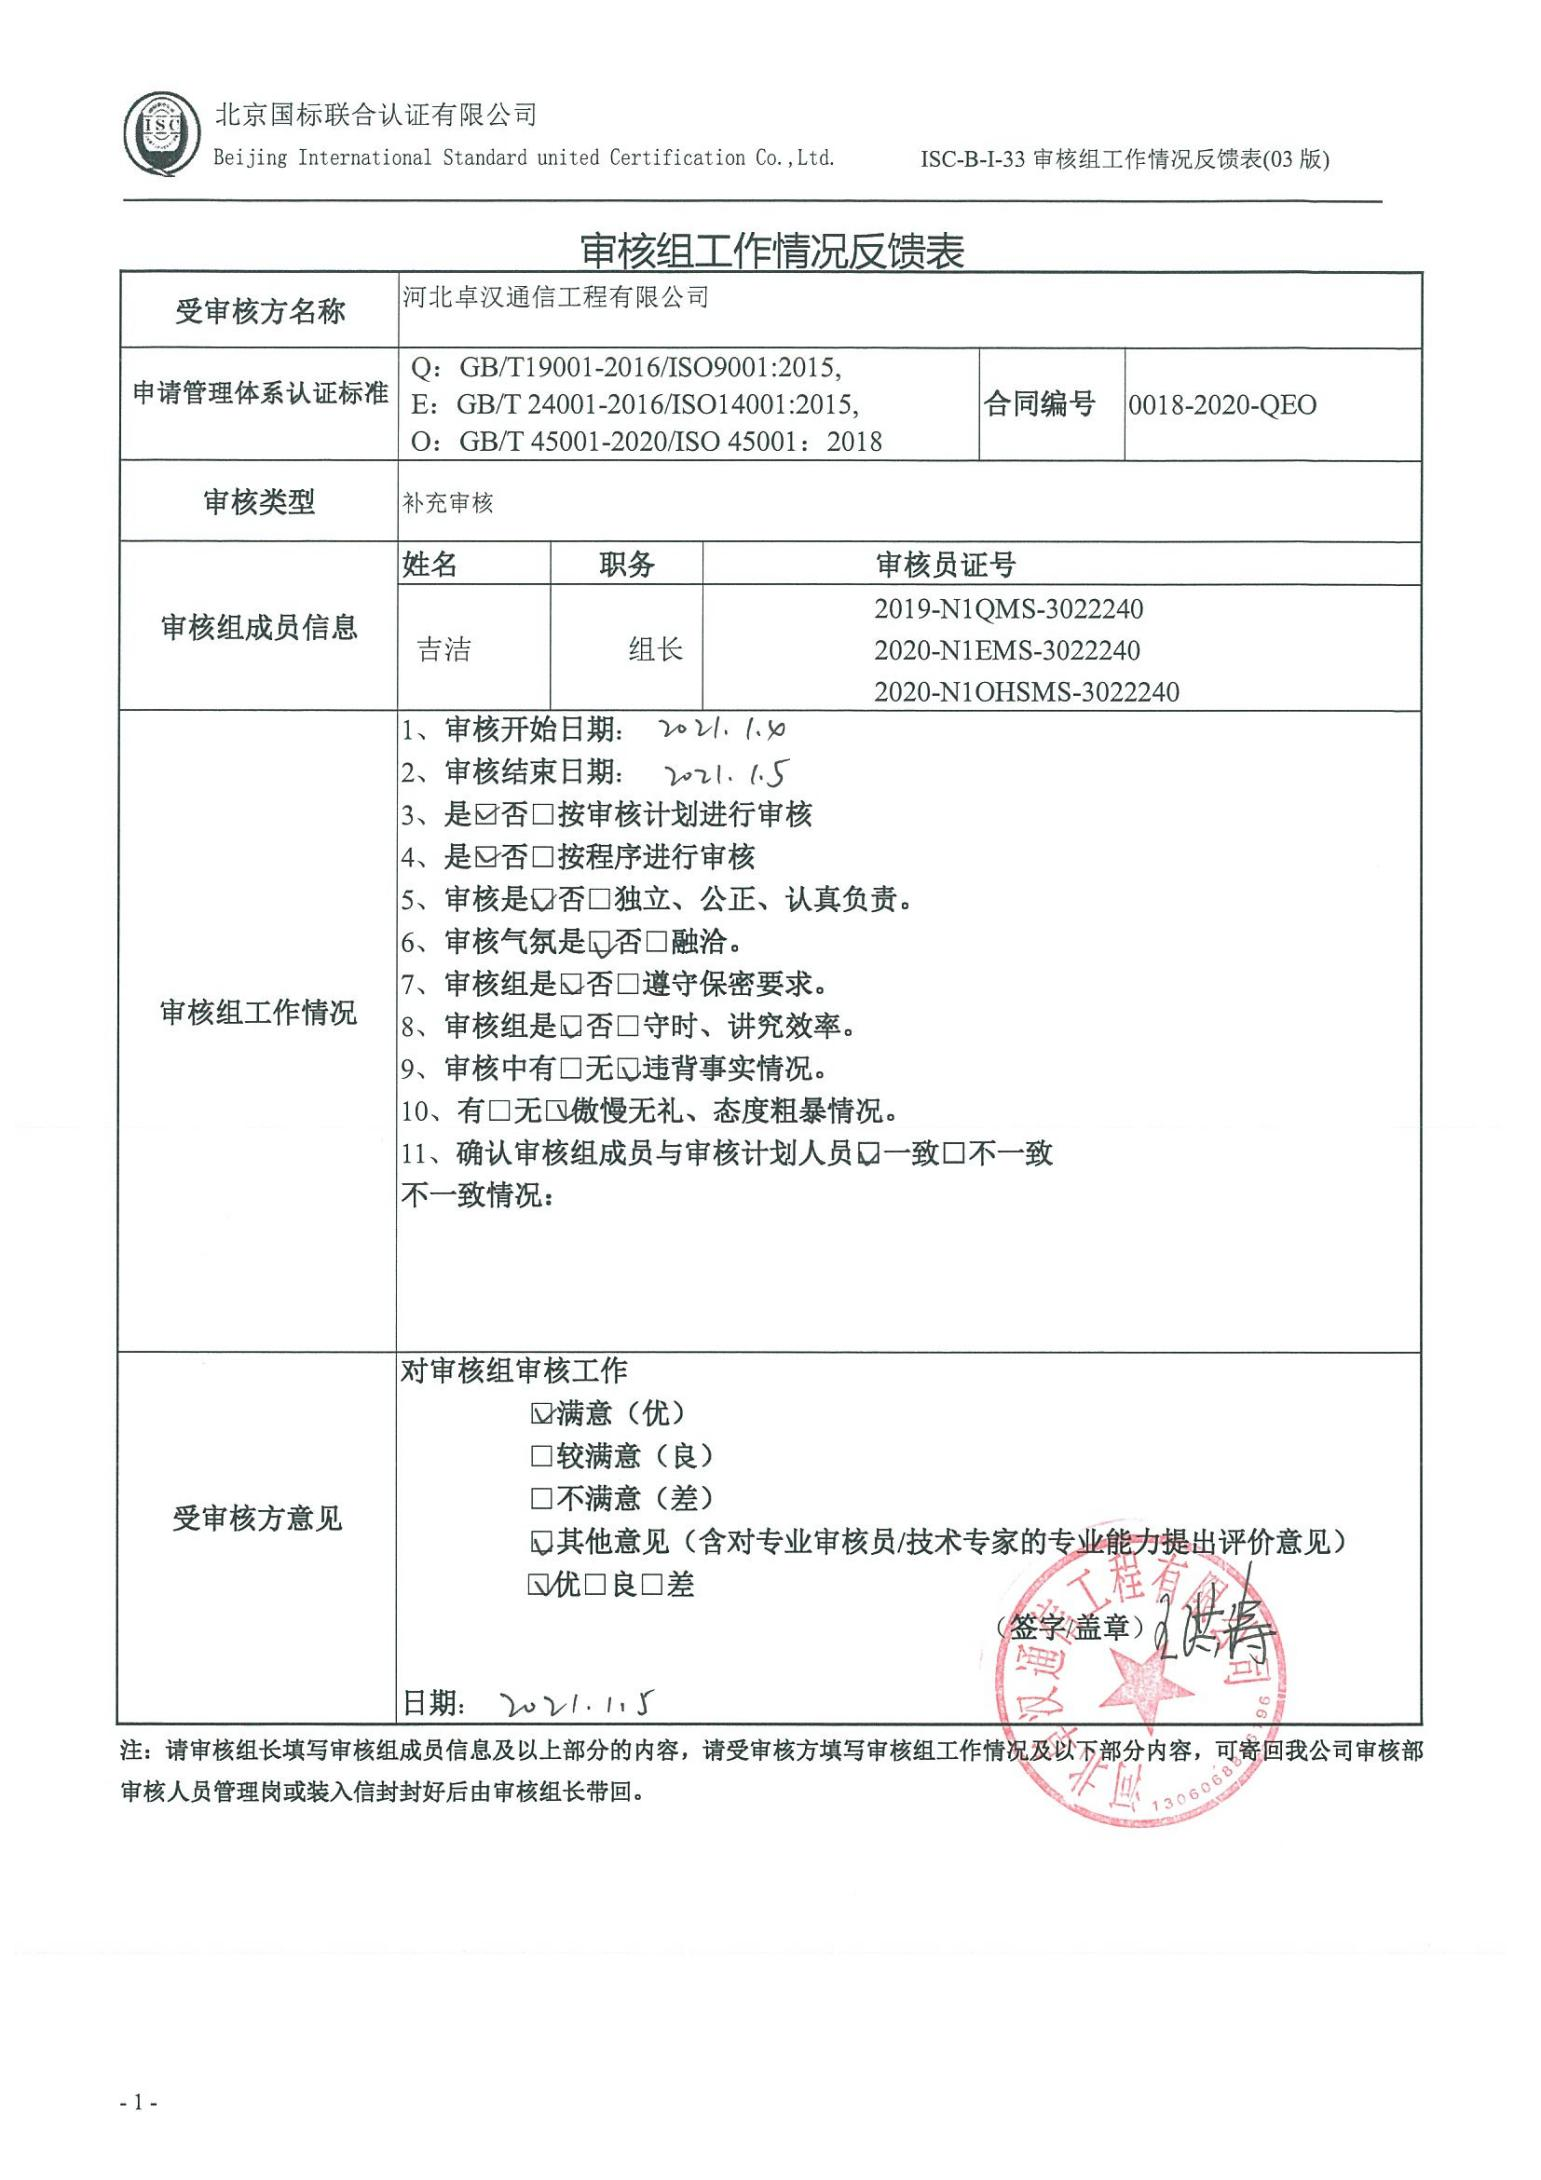 ISC
北京国标联合认证有限公司
Beijing International Standard united Certification Co.,Ltd.
ISC-B-I-33 审核组工作情况反馈表(03 版)
审核组工作情况反馈表
受审核方名称
河北卓汉通信工程有限公司
申请管理体系认证标准
Q：GB/T19001-2016/ISO9001:2015,
E：GB/T 24001-2016/ISO14001:2015,
O：GB/T 45001-2020/ISO 45001：2018
合同编号
0018-2020-QEO
审核类型
补充审核
审核组成员信息
姓名 职务 审核员证号
吉洁 组长
2019-N1QMS-3022240
2020-N1EMS-3022240
2020-N1OHSMS-3022240
审核组工作情况
1、审核开始日期： 2021.1.4
2、审核结束日期： 2021.1.5
3、是☑否□按审核计划进行审核
4、是☑否□按程序进行审核
5、审核是☑否□独立、公正、认真负责。
6、审核气氛是☑否□融洽。
7、审核组是☑否□遵守保密要求。
8、审核组是☑否□守时、讲究效率。
9、审核中有□无☑违背事实情况。
10、有□无☑傲慢无礼、态度粗暴情况。
11、确认审核组成员与审核计划人员☑一致□不一致
不一致情况：
受审核方意见
对审核组审核工作
☑满意（优）
□较满意（良）
□不满意（差）
☑其他意见（含对专业审核员/技术专家的专业能力提出评价意见）
☑优□良□差
（签字/盖章）
日期： 2021.1.5
河北卓汉通信工程有限公司
注：请审核组长填写审核组成员信息及以上部分的内容，请受审核方填写审核组工作情况及以下部分内容，可寄回我公司审核部
审核人员管理岗或装入信封封好后由审核组长带回。
- 1 -